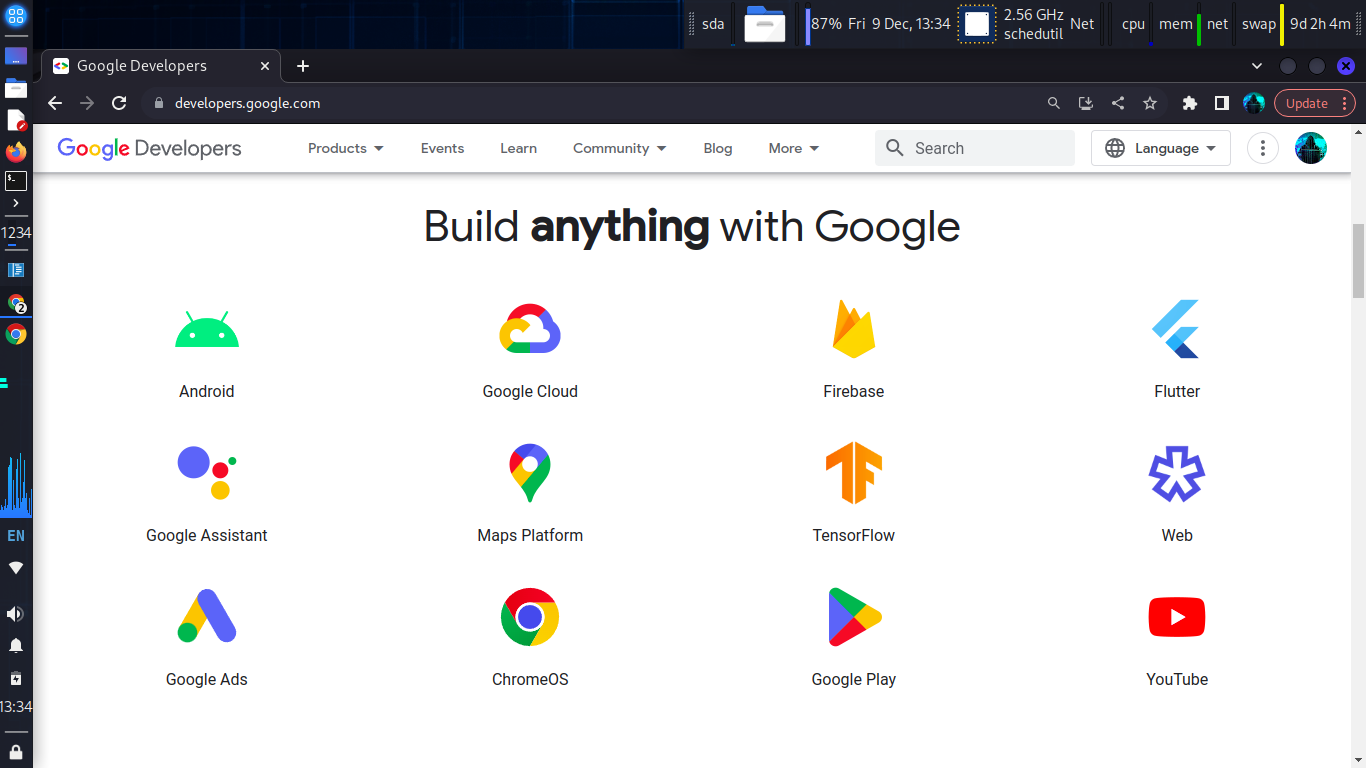 sda
87% Fri 9 Dec, 13:34
2.56 GHz
schedutil
Net
cpu
mem
net
swap
9d 2h 4m
Google Developers
developers.google.com
Update
Google Developers
Products
Events
Learn
Community
Blog
More
Search
Language
1234
2
EN
13:34
Build anything with Google
Android
Google Cloud
Firebase
Flutter
Google Assistant
Maps Platform
TensorFlow
Web
Google Ads
ChromeOS
Google Play
YouTube